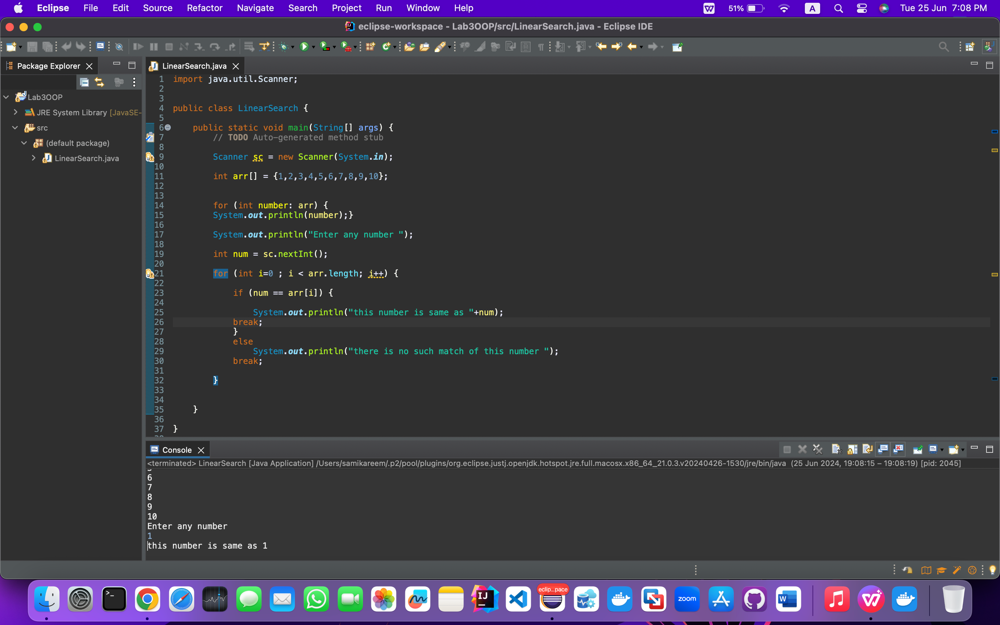 Eclipse File Edit Source Refactor Navigate Search Project Run Window Help 51% A Tue 25 Jun 7:08 PM
eclipse-workspace - Lab3OOP/src/LinearSearch.java - Eclipse IDE
Package Explorer
LinearSearch.java
Lab3OOP
JRE System Library [JavaSE-
src
(default package)
LinearSearch.java
1 import java.util.Scanner;
2
3
4 public class LinearSearch {
5
6 public static void main(String[] args) {
7 // TODO Auto-generated method stub
8
9 Scanner sc = new Scanner(System.in);
10
11 int arr[] = {1,2,3,4,5,6,7,8,9,10};
12
13
14 for (int number: arr) {
15 System.out.println(number);}
16
17 System.out.println("Enter any number ");
18
19 int num = sc.nextInt();
20
21 for (int i=0 ; i < arr.length; i++) {
22
23 if (num == arr[i]) {
24
25 System.out.println("this number is same as "+num);
26 break;
27 }
28 else
29 System.out.println("there is no such match of this number ");
30 break;
31
32 }
33
34
35 }
36
37 }
Console
<terminated> LinearSearch [Java Application] /Users/samikareem/.p2/pool/plugins/org.eclipse.justj.openjdk.hotspot.jre.full.macosx.x86_64_21.0.3.v20240426-1530/jre/bin/java (25 Jun 2024, 19:08:15 – 19:08:19) [pid: 2045]
6
7
8
9
10
Enter any number
1
this number is same as 1
eclip...pace
IJ
zoom
W